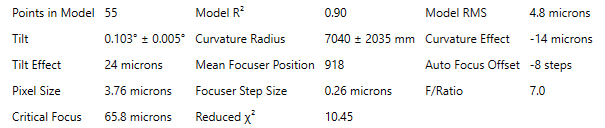 Points in Model 55 Model R² 0.90 Model RMS 4.8 microns
Tilt 0.103° ± 0.005° Curvature Radius 7040 ± 2035 mm Curvature Effect -14 microns
Tilt Effect 24 microns Mean Focuser Position 918 Auto Focus Offset -8 steps
Pixel Size 3.76 microns Focuser Step Size 0.26 microns F/Ratio 7.0
Critical Focus 65.8 microns Reduced χ² 10.45